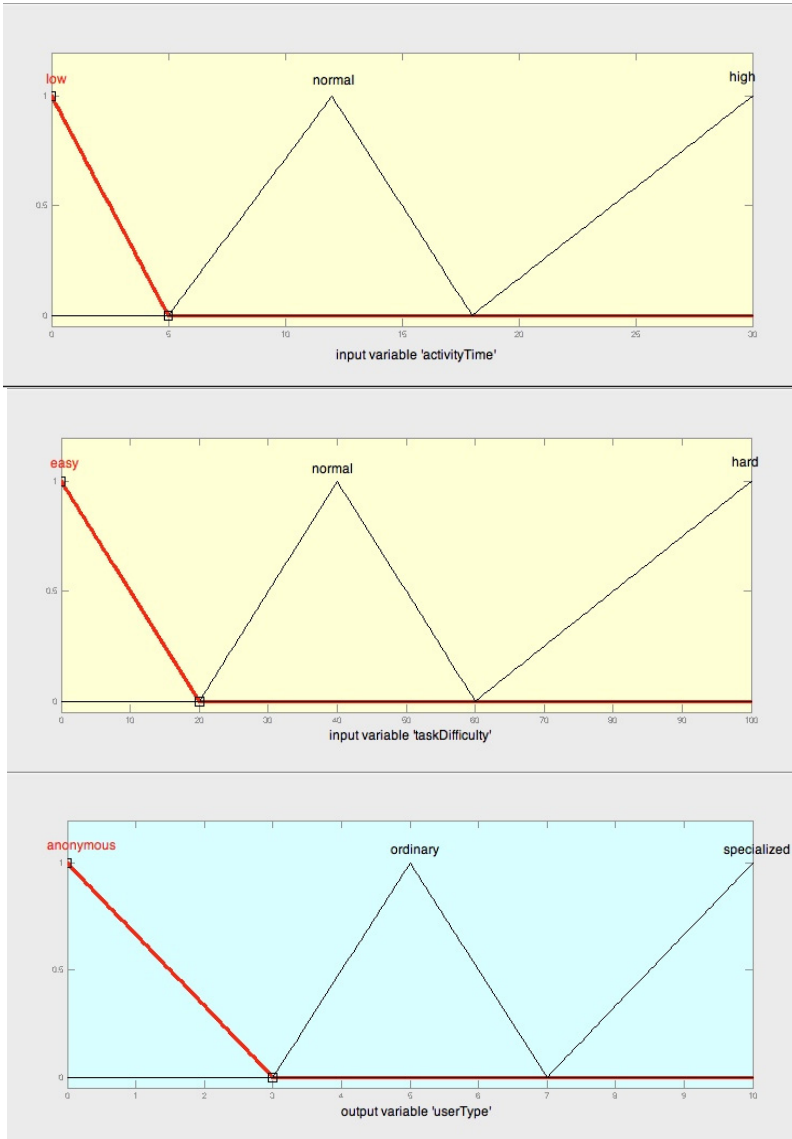 low normal high
1
0.5
0
0 5 10 15 20 25 30
input variable 'activityTime'
easy normal hard
1
0.5
0
0 10 20 30 40 50 60 70 80 90 100
input variable 'taskDifficulty'
anonymous ordinary specialized
1
0.5
0
0 1 2 3 4 5 6 7 8 9 10
output variable 'userType'